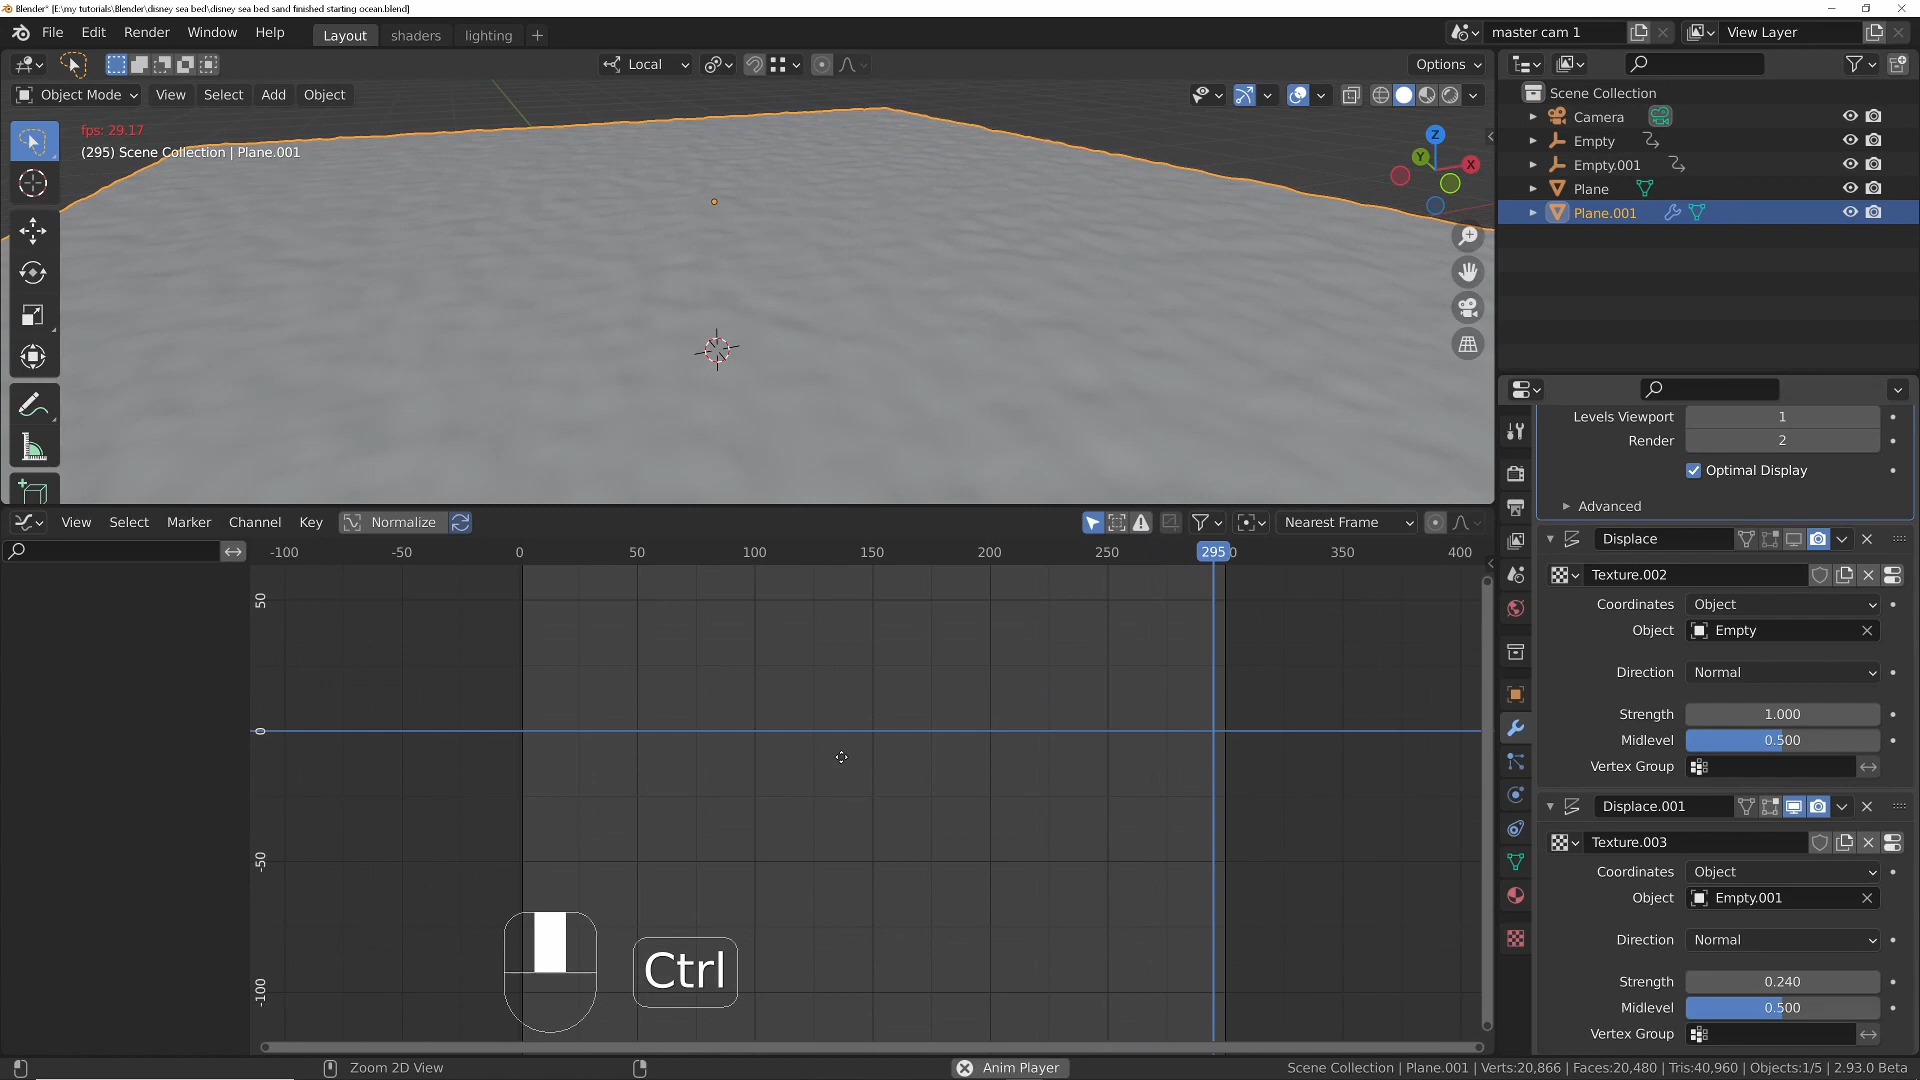 Blender* [E:\my tutorials\Blender\disney sea bed\disney sea bed sand finished starting ocean.blend]
File Edit Render Window Help Layout shaders lighting + master cam 1 View Layer
Local Options
Object Mode View Select Add Object
fps: 29.17
(295) Scene Collection | Plane.001
Z
Y
X
Scene Collection
Camera
Empty
Empty.001
Plane
Plane.001
Levels Viewport 1
Render 2
Optimal Display
Advanced
Displace
Texture.002
Coordinates Object
Object Empty
Direction Normal
Strength 1.000
Midlevel 0.500
Vertex Group
Displace.001
Texture.003
Coordinates Object
Object Empty.001
Direction Normal
Strength 0.240
Midlevel 0.500
Vertex Group
View Select Marker Channel Key Normalize Nearest Frame
-100 -50 0 50 100 150 200 250 295 0 350 400
50
0
-50
-100
Ctrl
Zoom 2D View Anim Player Scene Collection | Plane.001 | Verts:20,866 | Faces:20,480 | Tris:40,960 | Objects:1/5 | 2.93.0 Beta